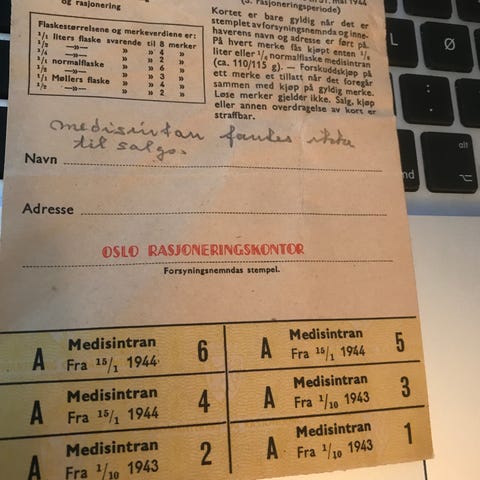 og rasjonering
(3. rasjoneringsperiode)
Flaskestørrelsene og merkeverdiene er:
1/1 liters flaske svarende til 8 merker
1/2 —»— » » 4 »
—»— » » 2 »
1/1 normalflaske » » 6 »
1/2 —»— » » 3 »
1/1 Møllers flaske » » 4 »
1/2 —»— » » 2 »
Kortet er bare gyldig når det er
stemplet av forsyningsnemnda og inne-
haverens navn og adresse er ført på.
På hvert merke fås kjøpt enten 1/8
liter eller 1/6 normalflaske medisintran
(ca. 110/115 g). — Forskuddskjøp på
ett merke er tillatt når det foregår
sammen med kjøp på gyldig merke.
Løse merker gjelder ikke. Salg, kjøp
eller annen overdragelse av kort er
straffbar.
medisintran fantes ikke
til salgs.
Navn
Adresse
OSLO RASJONERINGSKONTOR
Forsyningsnemndas stempel.
A Medisintran 6
Fra 15/1 1944
A Medisintran 5
Fra 15/1 1944
A Medisintran 4
Fra 15/1 1944
A Medisintran 3
Fra 1/10 1943
A Medisintran 2
Fra 1/10 1943
A Medisintran 1
Fra 1/10 1943